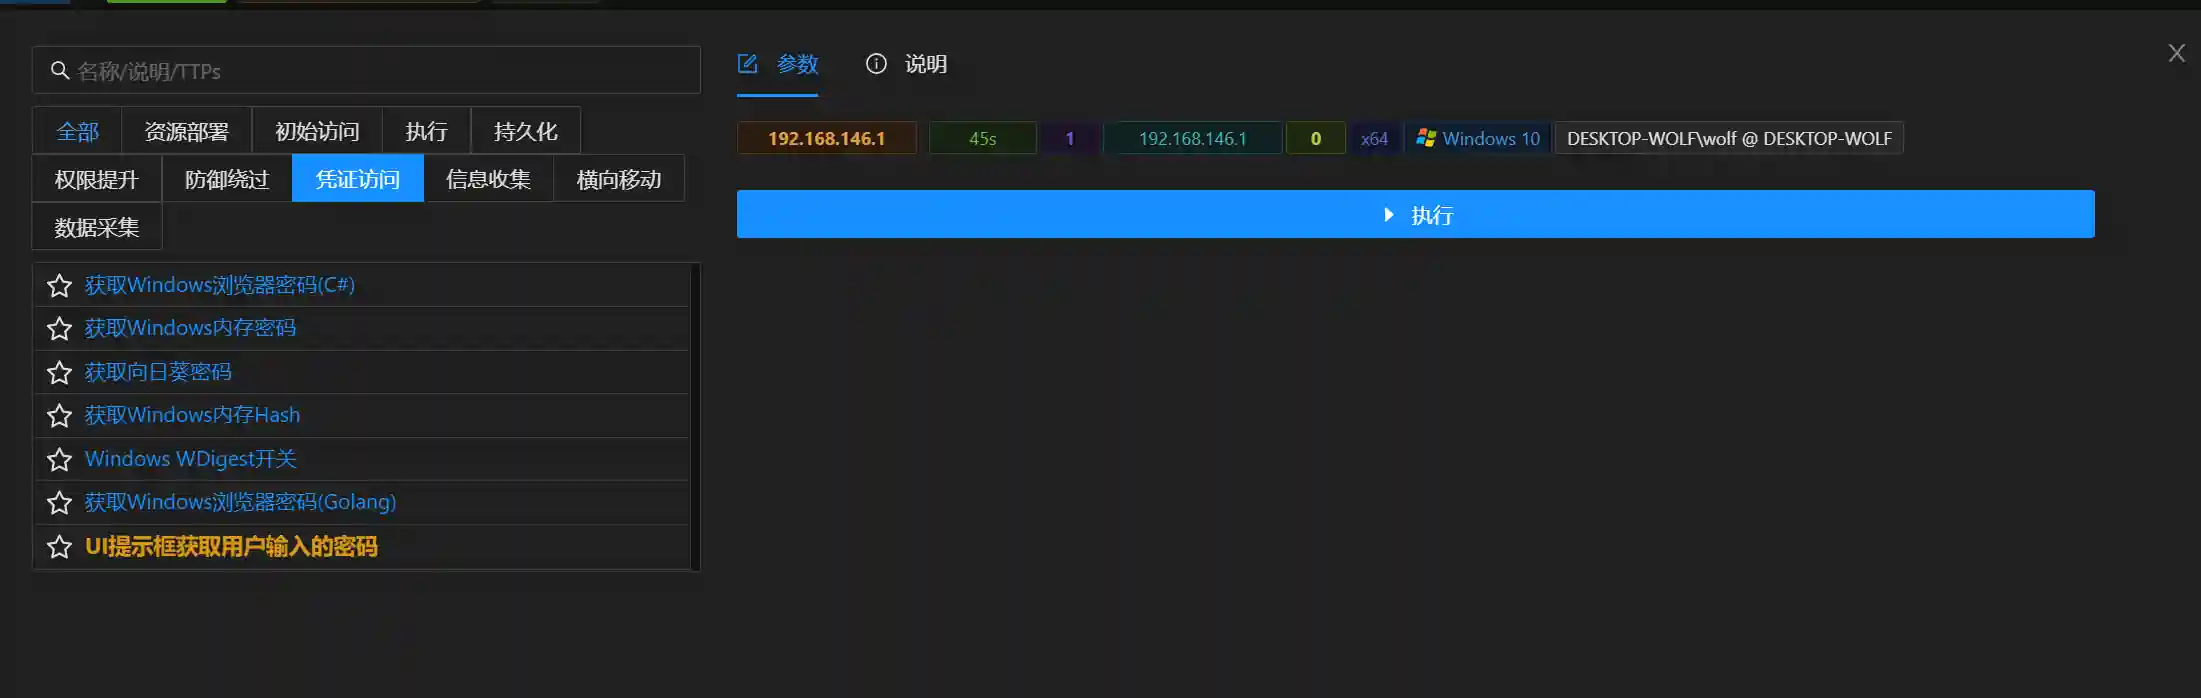 名称/说明/TTPs
全部 资源部署 初始访问 执行 持久化
权限提升 防御绕过 凭证访问 信息收集 横向移动
数据采集
获取Windows浏览器密码(C#)
获取Windows内存密码
获取向日葵密码
获取Windows内存Hash
Windows WDigest开关
获取Windows浏览器密码(Golang)
UI提示框获取用户输入的密码
参数 说明
192.168.146.1 45s 1 192.168.146.1 0 x64 Windows 10 DESKTOP-WOLF\wolf @ DESKTOP-WOLF
执行